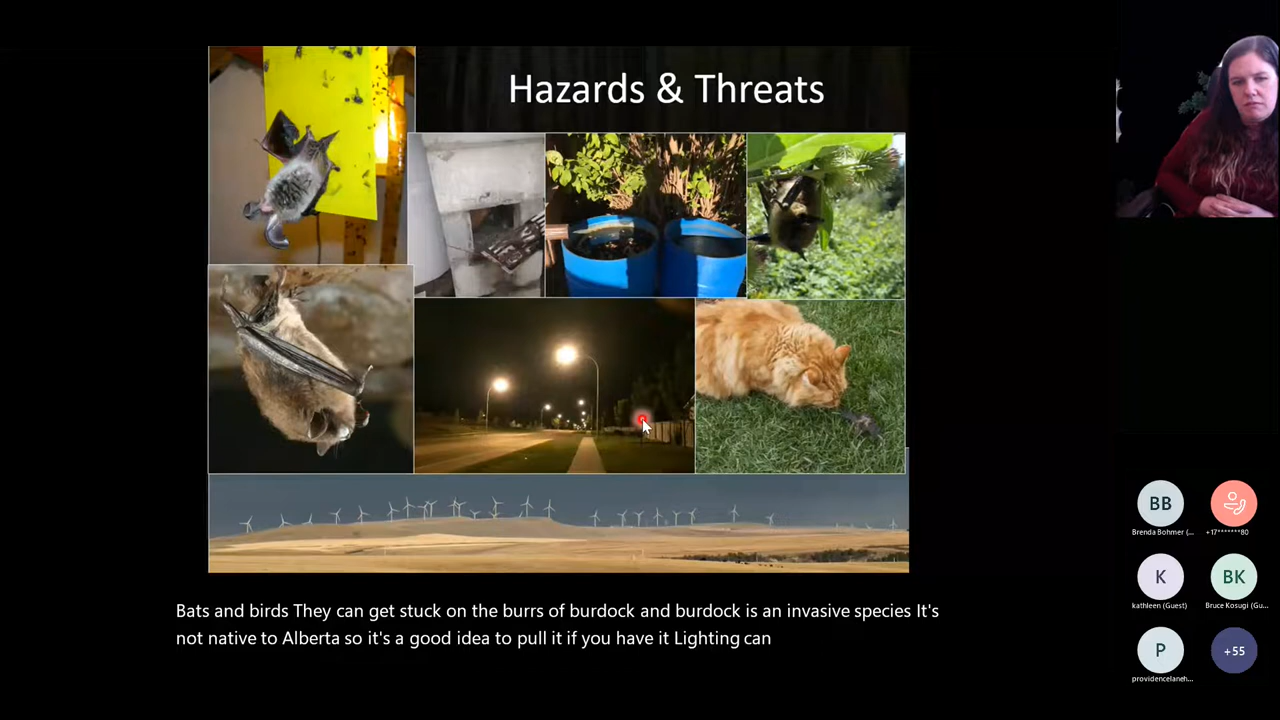 Hazards & Threats
Bats and birds They can get stuck on the burrs of burdock and burdock is an invasive species It's
not native to Alberta so it's a good idea to pull it if you have it Lighting can
BB
Brenda Bohmer (...
+17*******80
K
kathleen (Guest)
BK
Bruce Kosugi (Gu...
P
providencelaneh...
+55